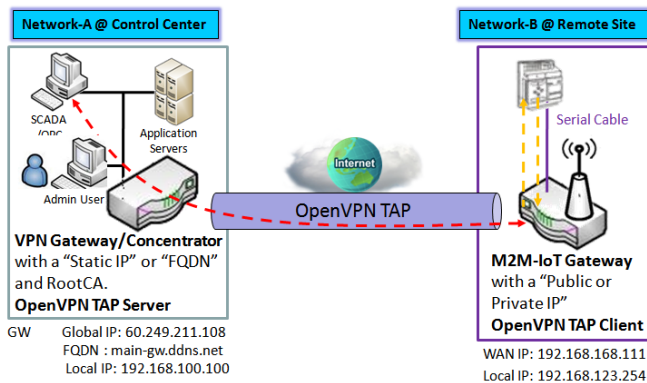 Network-A @ Control Center
Network-B @ Remote Site
SCADA
/OPC
Application
Servers
Admin User
Internet
OpenVPN TAP
Serial Cable
VPN Gateway/Concentrator
with a “Static IP” or “FQDN”
and RootCA.
OpenVPN TAP Server
GW Global IP: 60.249.211.108
FQDN : main-gw.ddns.net
Local IP: 192.168.100.100
M2M-IoT Gateway
with a “Public or
Private IP”
OpenVPN TAP Client
WAN IP: 192.168.168.111
Local IP: 192.168.123.254